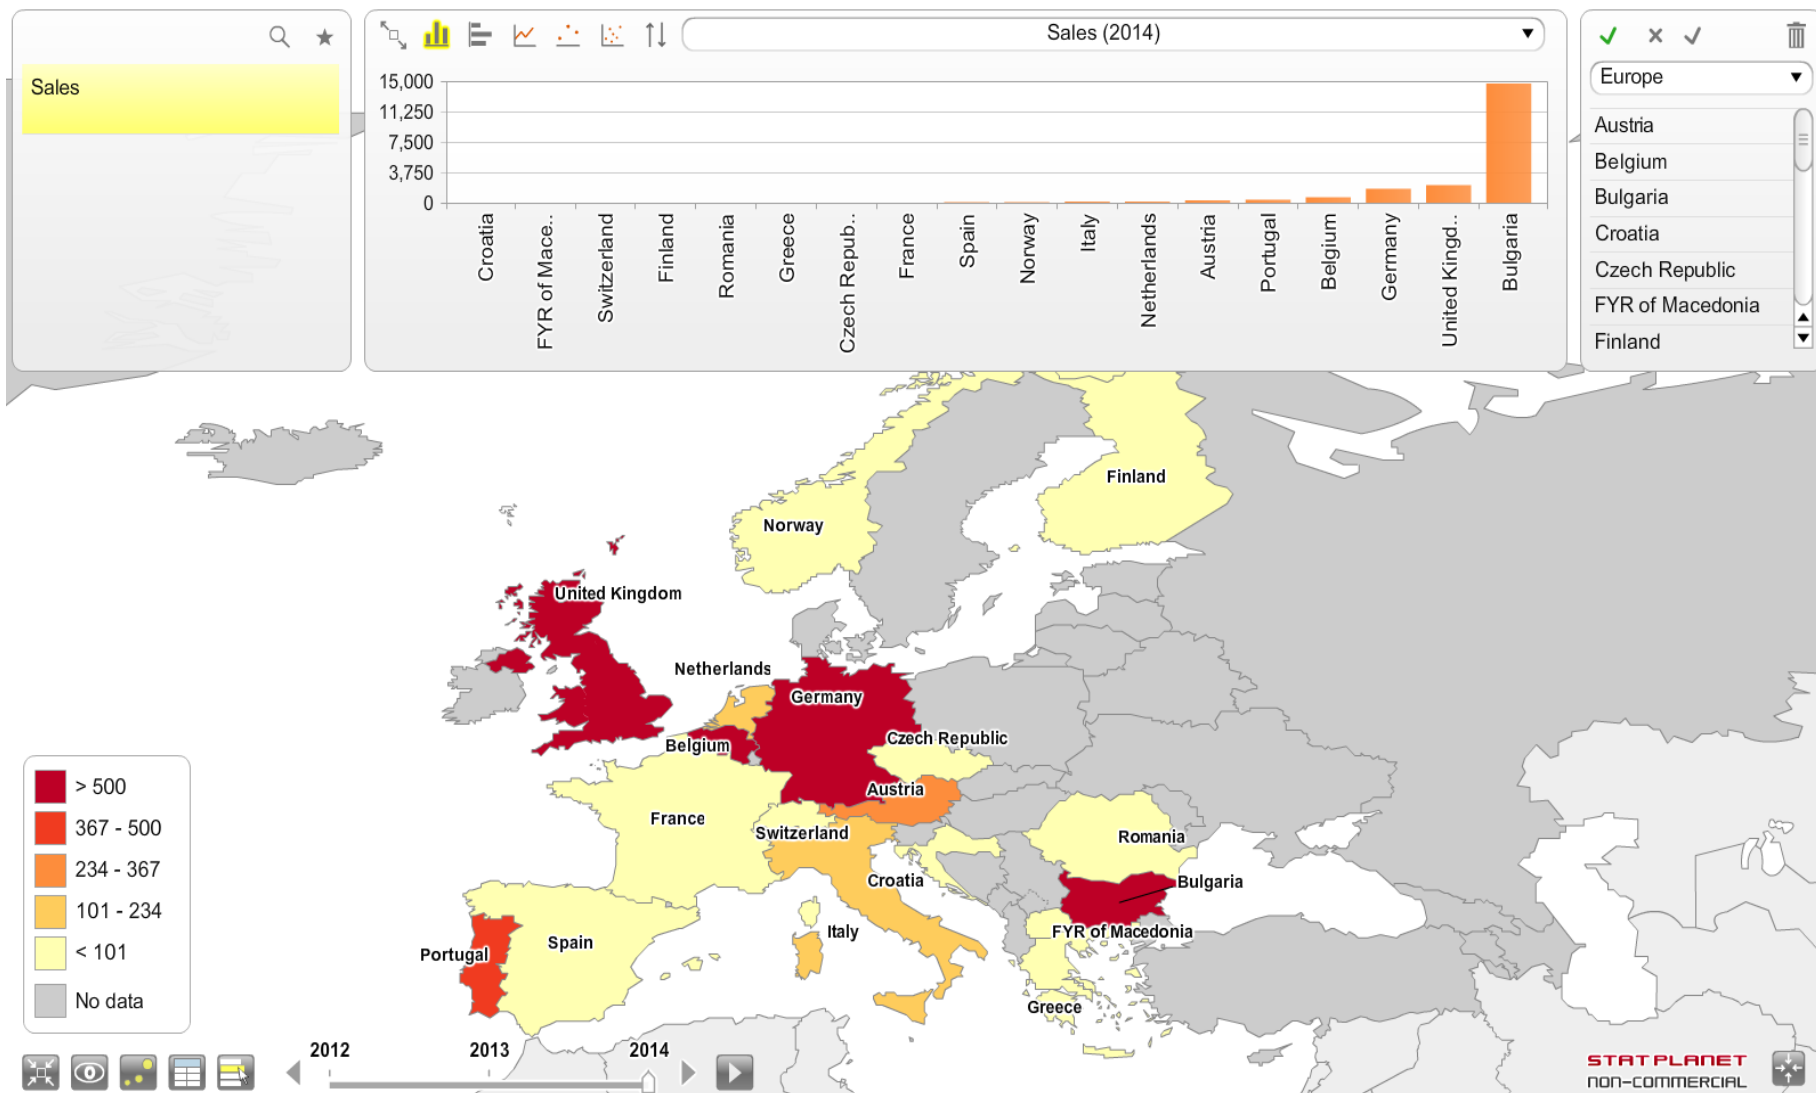 Sales
Sales (2014)
15,000
11,250
7,500
3,750
0
Croatia
FYR of Mace..
Switzerland
Finland
Romania
Greece
Czech Repub..
France
Spain
Norway
Italy
Netherlands
Austria
Portugal
Belgium
Germany
United Kingd..
Bulgaria
Europe
Austria
Belgium
Bulgaria
Croatia
Czech Republic
FYR of Macedonia
Finland
Finland
Norway
United Kingdom
Netherlands
Germany
Czech Republic
Belgium
Austria
France
Switzerland
Romania
Croatia
Bulgaria
Italy
FYR of Macedonia
Spain
Portugal
Greece
> 500
367 - 500
234 - 367
101 - 234
< 101
No data
2012
2013
2014
STATPLANET
NON-COMMERCIAL